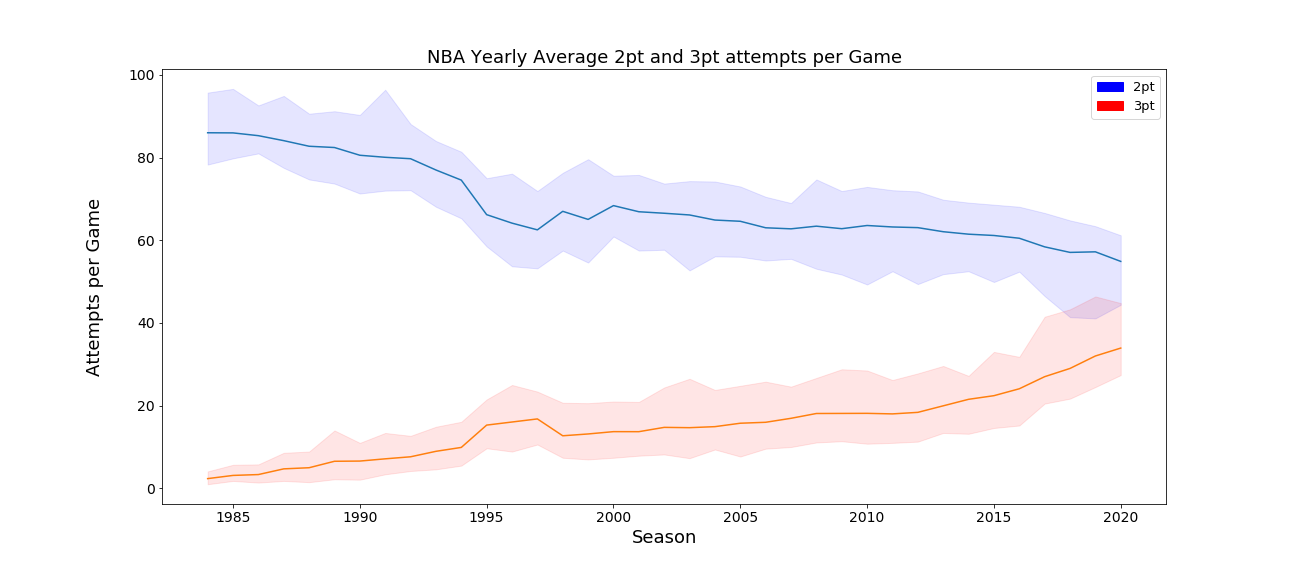 NBA Yearly Average 2pt and 3pt attempts per Game
2pt
3pt
Attempts per Game
100
80
60
40
20
0
1985 1990 1995 2000 2005 2010 2015 2020
Season